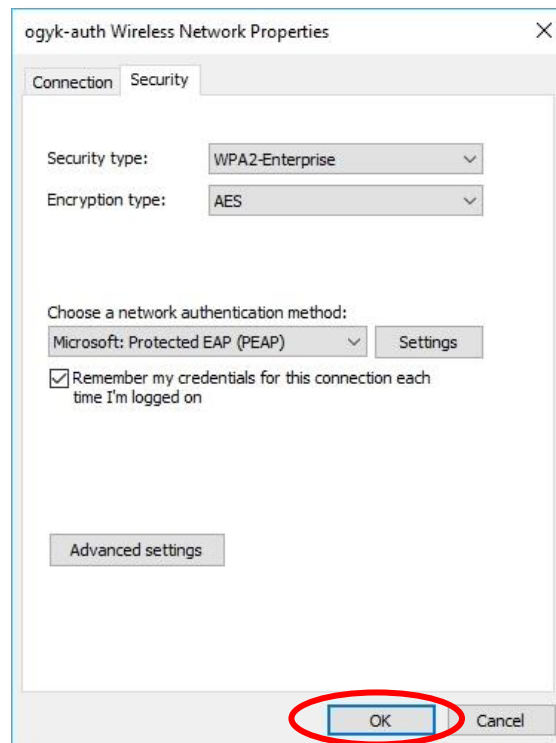 ogyk-auth Wireless Network Properties
Connection Security
Security type: WPA2-Enterprise
Encryption type: AES
Choose a network authentication method:
Microsoft: Protected EAP (PEAP) Settings
Remember my credentials for this connection each
time I'm logged on
Advanced settings
OK Cancel